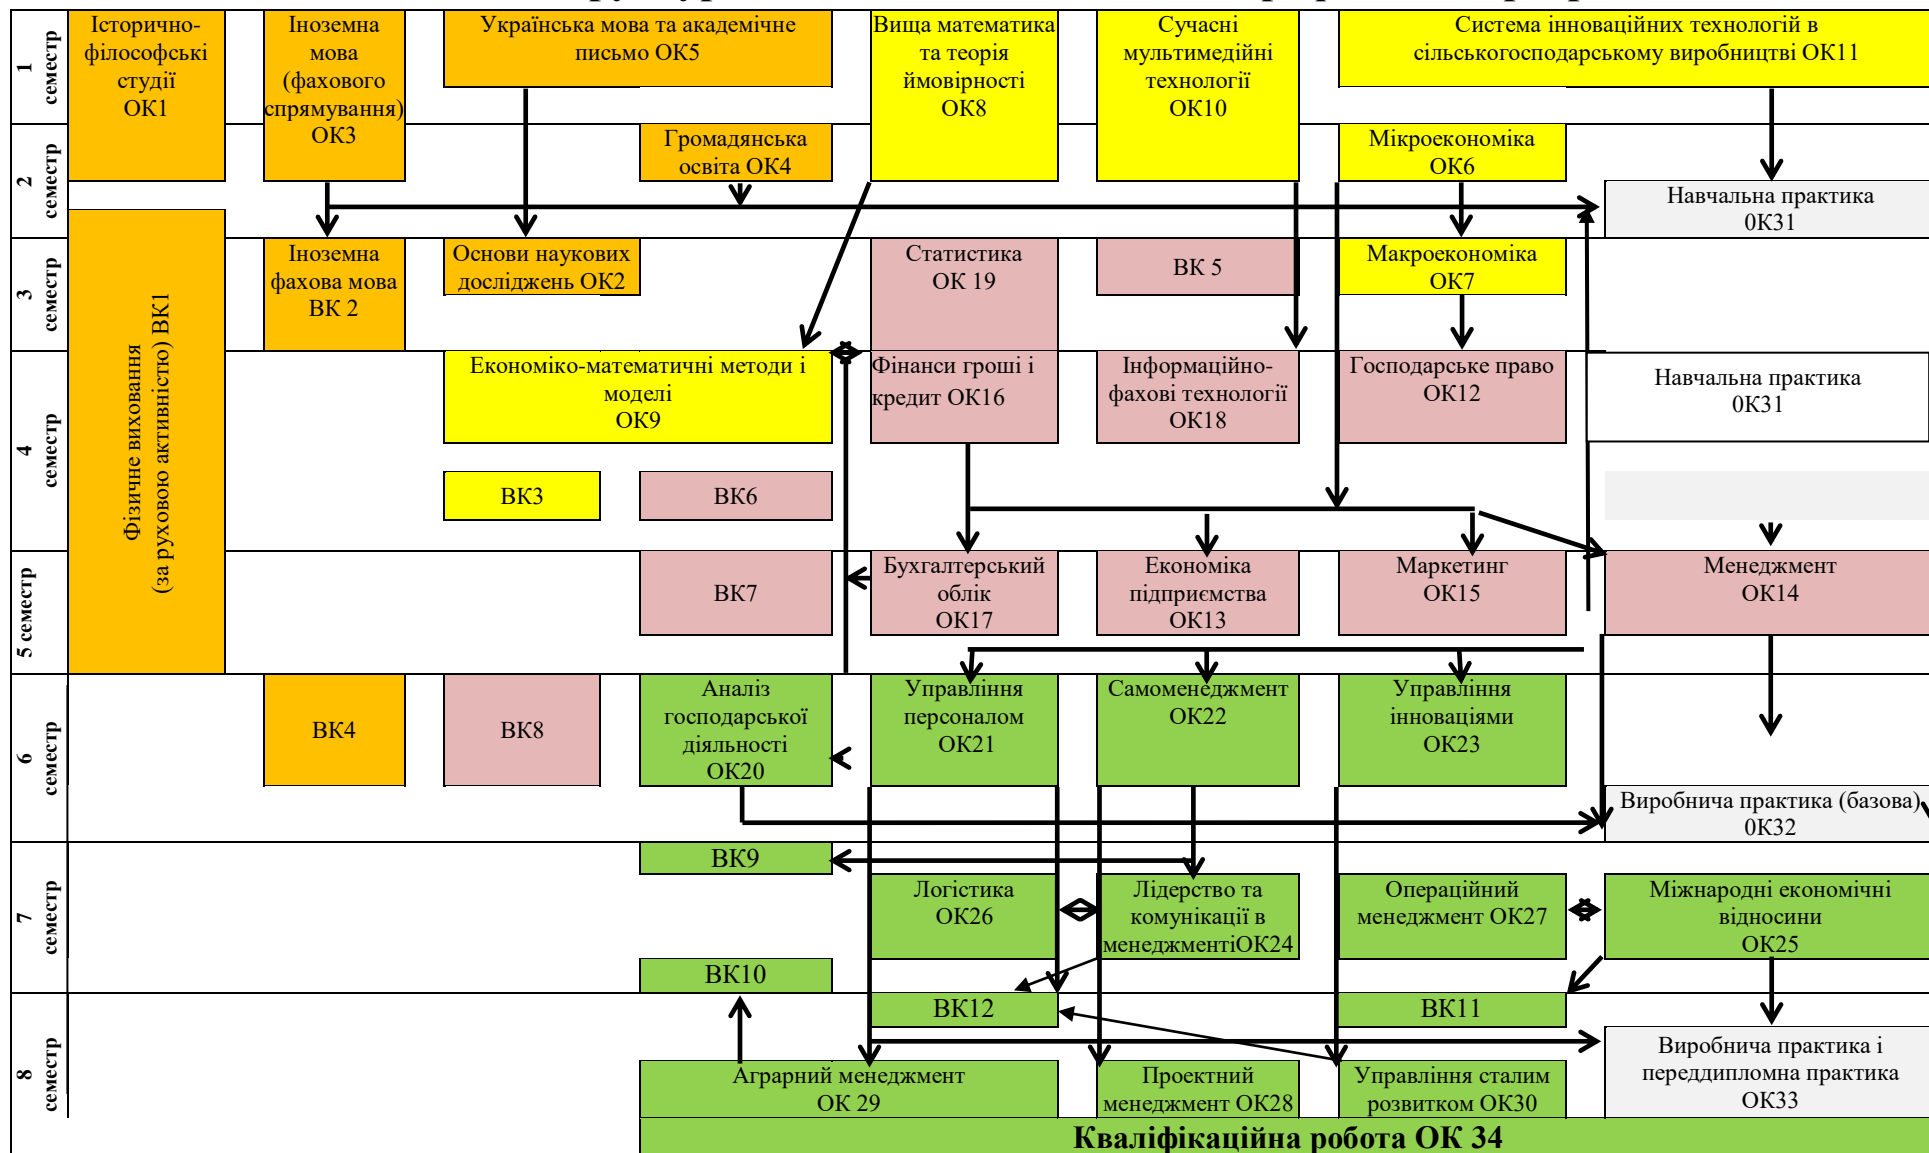 1
семестр
Історично-
філософські
студії
ОК1
Іноземна
мова
(фахового
спрямування)
ОК3
Українська мова та академічне
письмо ОК5
Вища математика
та теорія
ймовірності
ОК8
Сучасні
мультимедійні
технології
ОК10
Система інноваційних технологій в
сільськогосподарському виробництві ОК11
2
семестр
Громадянська
освіта ОК4
Мікроекономіка
ОК6
Навчальна практика
0К31
Фізичне виховання
(за руховою активністю) ВК1
3
семестр
Іноземна
фахова мова
ВК 2
Основи наукових
досліджень ОК2
Статистика
ОК 19
ВК 5
Макроекономіка
ОК7
4
семестр
Економіко-математичні методи і
моделі
ОК9
Фінанси гроші і
кредит ОК16
Інформаційно-
фахові технології
ОК18
Господарське право
ОК12
Навчальна практика
0К31
ВК3
ВК6
5 семестр
ВК7
Бухгалтерський
облік
ОК17
Економіка
підприємства
ОК13
Маркетинг
ОК15
Менеджмент
ОК14
6
семестр
ВК4
ВК8
Аналіз
господарської
діяльності
ОК20
Управління
персоналом
ОК21
Самоменеджмент
ОК22
Управління
інноваціями
ОК23
Виробнича практика (базова)
0К32
7
семестр
ВК9
Логістика
ОК26
Лідерство та
комунікації в
менеджментіОК24
Операційний
менеджмент ОК27
Міжнародні економічні
відносини
ОК25
ВК10
8
семестр
ВК12
ВК11
Аграрний менеджмент
ОК 29
Проектний
менеджмент ОК28
Управління сталим
розвитком ОК30
Виробнича практика і
переддипломна практика
ОК33
Кваліфікаційна робота ОК 34